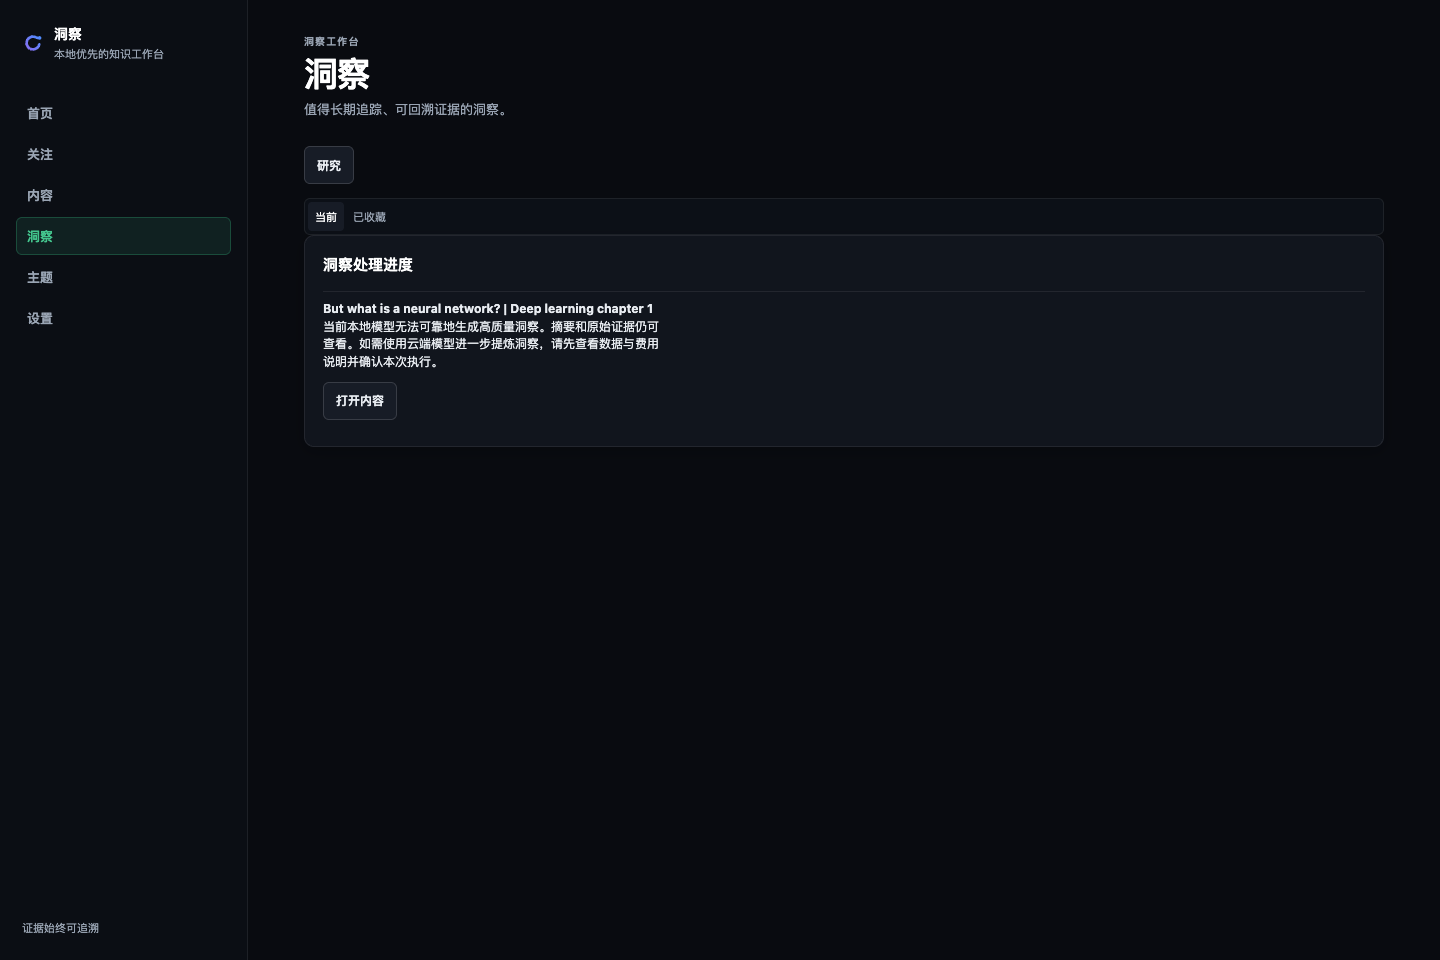 洞察
本地优先的知识工作台
首页
关注
内容
洞察
主题
设置
证据始终可追溯
洞察工作台
洞察
值得长期追踪、可回溯证据的洞察。
研究
当前 已收藏
洞察处理进度
But what is a neural network? | Deep learning chapter 1
当前本地模型无法可靠地生成高质量洞察。摘要和原始证据仍可
查看。如需使用云端模型进一步提炼洞察，请先查看数据与费用
说明并确认本次执行。
打开内容